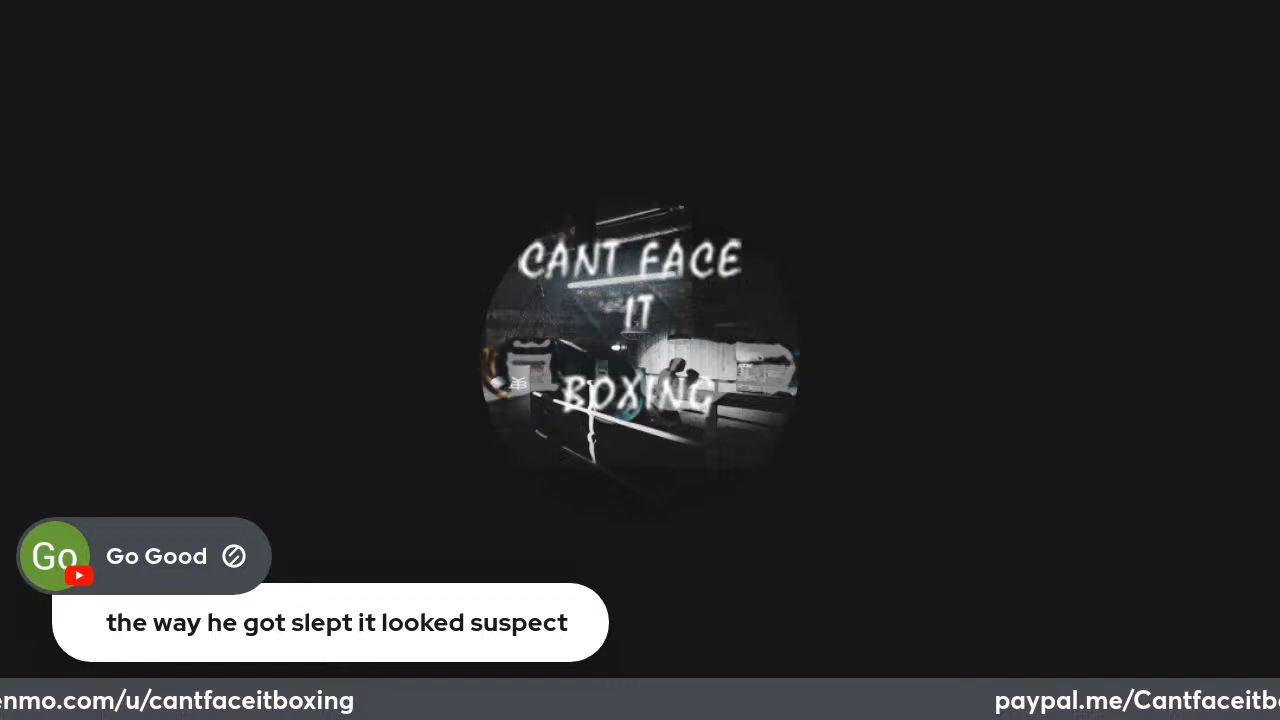 CANT FACE
IT
BOXING
Go
Go Good
the way he got slept it looked suspect
enmo.com/u/cantfaceitboxing
paypal.me/Cantfaceitb